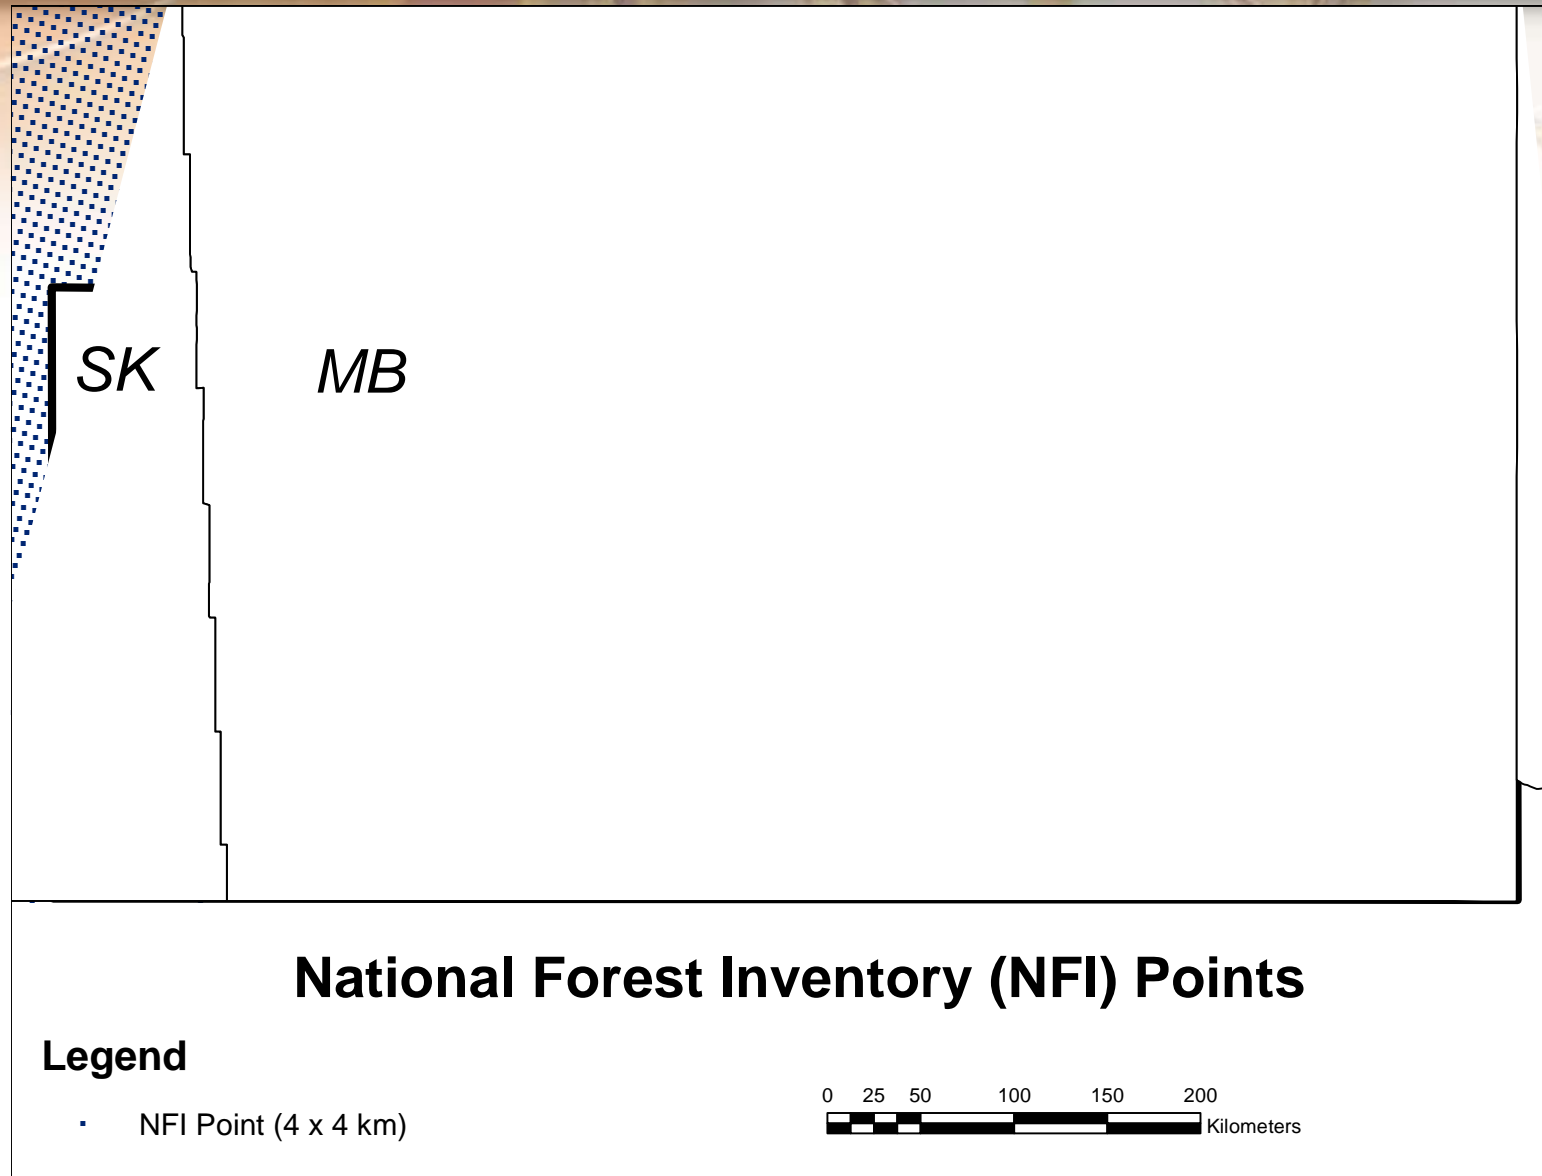 SK
MB
National Forest Inventory (NFI) Points
Legend
NFI Point (4 x 4 km)
0 25 50 100 150 200
Kilometers